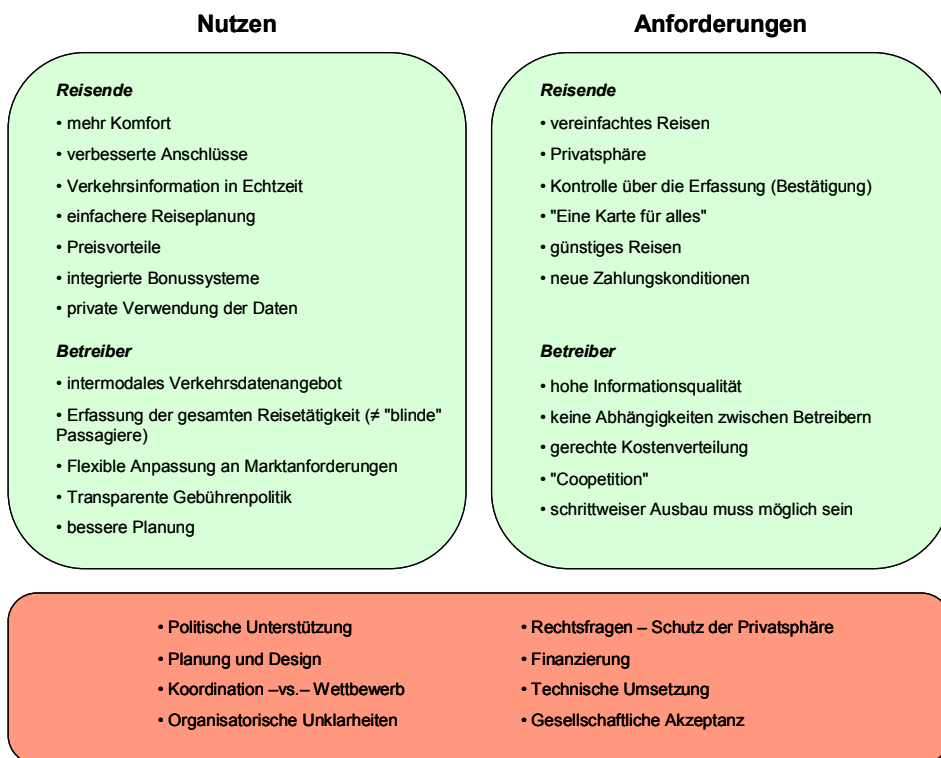 Nutzen
Reisende
• mehr Komfort
• verbesserte Anschlüsse
• Verkehrsinformation in Echtzeit
• einfachere Reiseplanung
• Preisvorteile
• integrierte Bonussysteme
• private Verwendung der Daten
Betreiber
• intermodales Verkehrsdatenangebot
• Erfassung der gesamten Reisetätigkeit (≠ "blinde"
Passagiere)
• Flexible Anpassung an Marktanforderungen
• Transparente Gebührenpolitik
• bessere Planung
Anforderungen
Reisende
• vereinfachtes Reisen
• Privatsphäre
• Kontrolle über die Erfassung (Bestätigung)
• "Eine Karte für alles"
• günstiges Reisen
• neue Zahlungskonditionen
Betreiber
• hohe Informationsqualität
• keine Abhängigkeiten zwischen Betreibern
• gerechte Kostenverteilung
• "Coopetition"
• schrittweiser Ausbau muss möglich sein
• Politische Unterstützung
• Planung und Design
• Koordination –vs.– Wettbewerb
• Organisatorische Unklarheiten
• Rechtsfragen – Schutz der Privatsphäre
• Finanzierung
• Technische Umsetzung
• Gesellschaftliche Akzeptanz